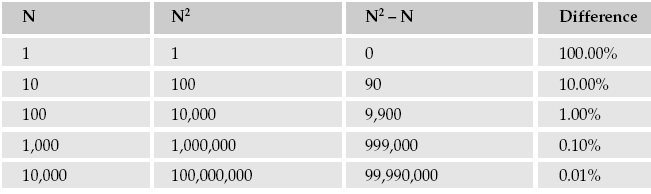 N N² N² – N Difference
1 1 0 100.00%
10 100 90 10.00%
100 10,000 9,900 1.00%
1,000 1,000,000 999,000 0.10%
10,000 100,000,000 99,990,000 0.01%